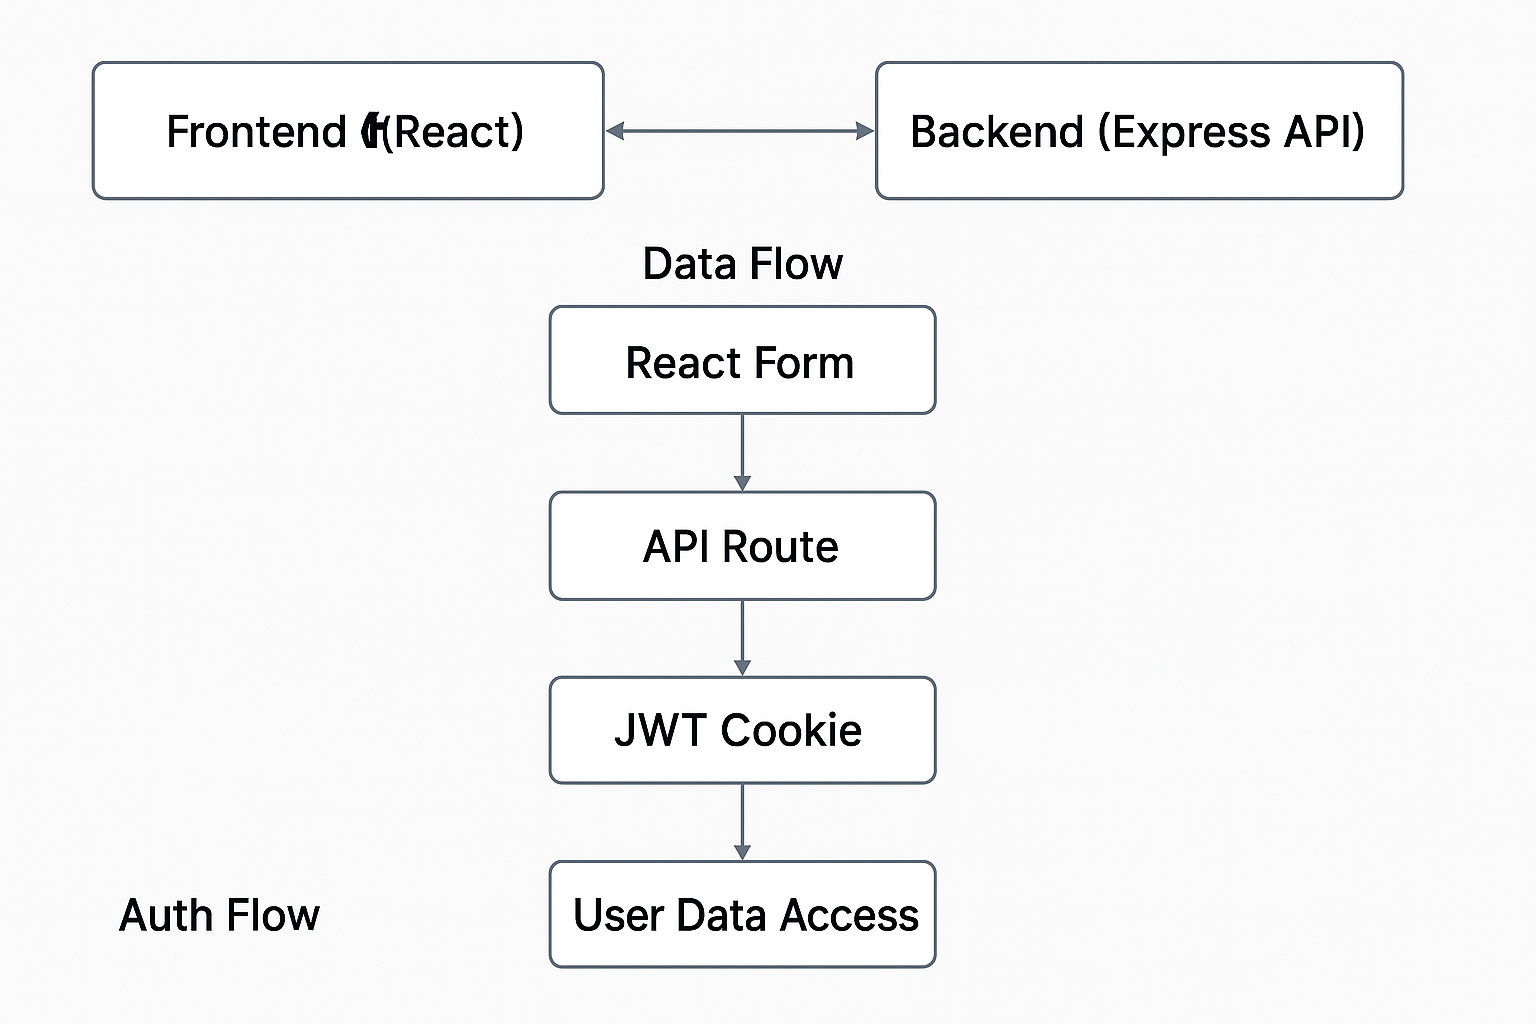 Frontend (React)
Backend (Express API)
Data Flow
React Form
API Route
JWT Cookie
User Data Access
Auth Flow